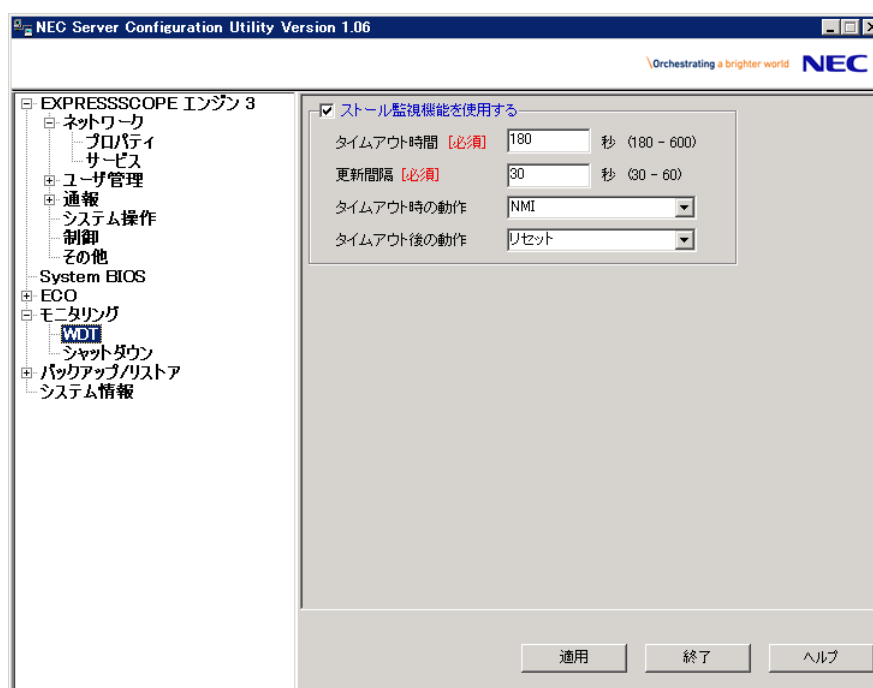 NEC Server Configuration Utility Version 1.06
\Orchestrating a brighter world NEC
EXPRESSSCOPE エンジン 3
ネットワーク
プロパティ
サービス
ユーザ管理
通報
システム操作
制御
その他
System BIOS
ECO
モニタリング
WDT
シャットダウン
バックアップ/リストア
システム情報
ストール監視機能を使用する
タイムアウト時間 [必須] 180 秒 (180 - 600)
更新間隔 [必須] 30 秒 (30 - 60)
タイムアウト時の動作 NMI
タイムアウト後の動作 リセット
適用 終了 ヘルプ